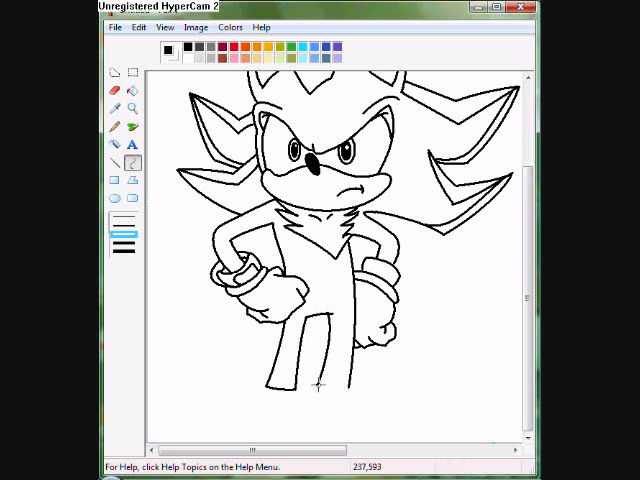 Unregistered HyperCam 2
File Edit View Image Colors Help
A
For Help, click Help Topics on the Help Menu.
237,593